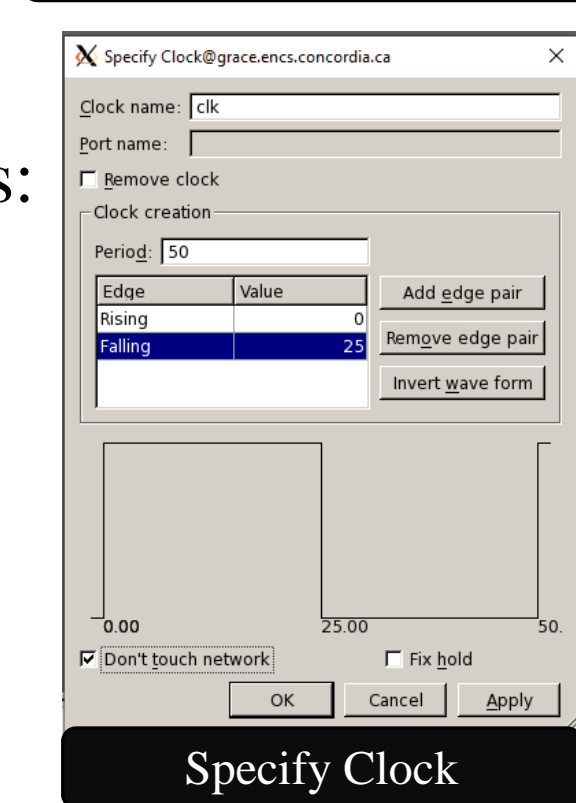 Specify Clock@grace.encs.concordia.ca
s:
Clock name: clk
Port name:
Remove clock
Clock creation
Period: 50
Edge Value
Rising 0
Falling 25
Add edge pair
Remove edge pair
Invert wave form
0.00 25.00 50.
Don't touch network Fix hold
OK Cancel Apply
Specify Clock